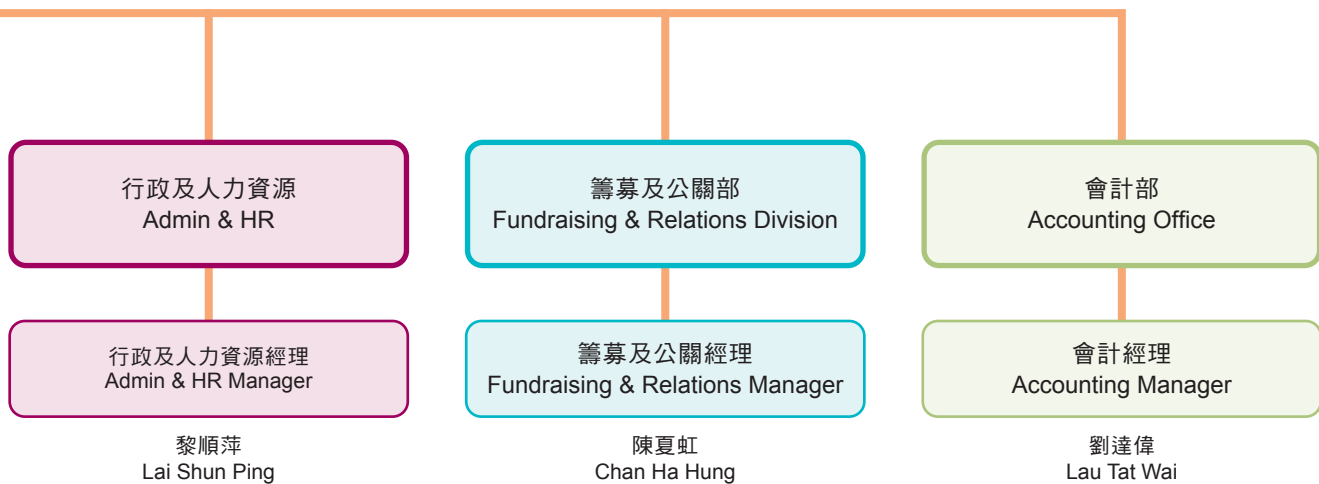 行政及人力資源
Admin & HR
籌募及公關部
Fundraising & Relations Division
會計部
Accounting Office
行政及人力資源經理
Admin & HR Manager
籌募及公關經理
Fundraising & Relations Manager
會計經理
Accounting Manager
黎順萍
Lai Shun Ping
陳夏虹
Chan Ha Hung
劉達偉
Lau Tat Wai